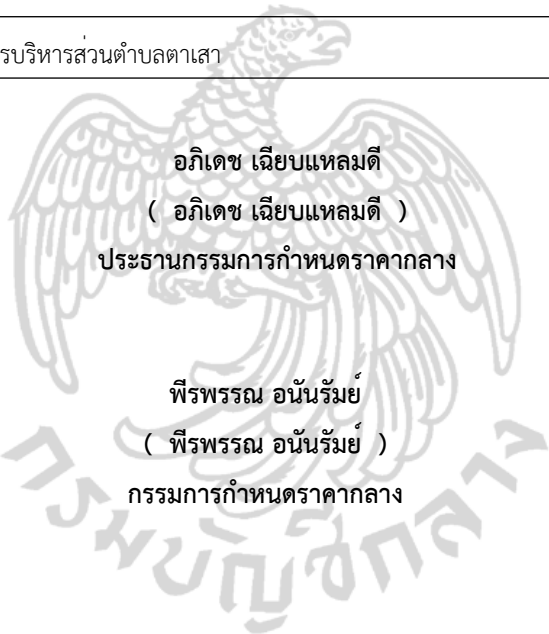 รบริหารส่วนตำบลตาเสา
อภิเดช เฉียบแหลมดี
( อภิเดช เฉียบแหลมดี )
ประธานกรรมการกำหนดราคากลาง
พีรพรรณ อนันรัมย์
( พีรพรรณ อนันรัมย์ )
กรรมการกำหนดราคากลาง
กรมบัญชีกลาง